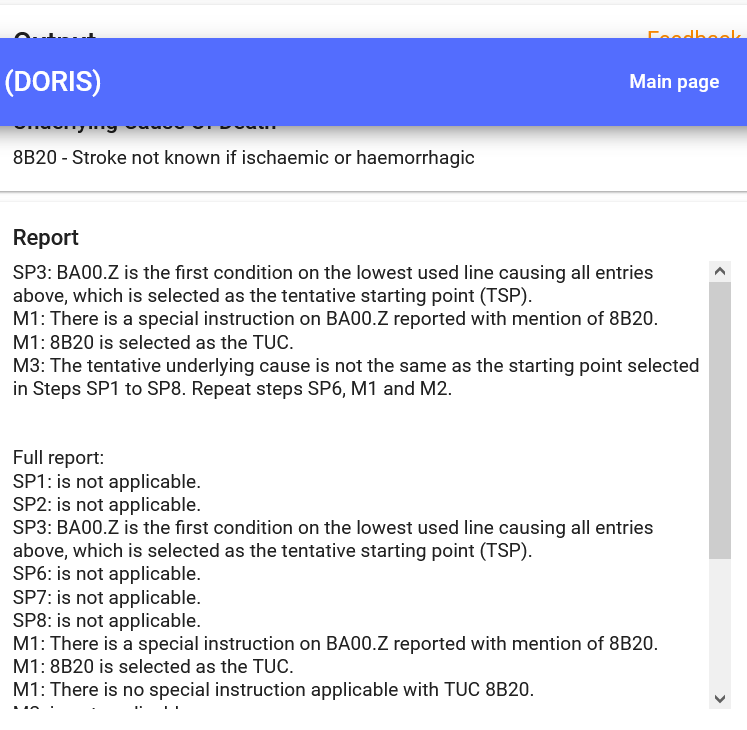 (DORIS)
Main page
8B20 - Stroke not known if ischaemic or haemorrhagic
Report
SP3: BA00.Z is the first condition on the lowest used line causing all entries
above, which is selected as the tentative starting point (TSP).
M1: There is a special instruction on BA00.Z reported with mention of 8B20.
M1: 8B20 is selected as the TUC.
M3: The tentative underlying cause is not the same as the starting point selected
in Steps SP1 to SP8. Repeat steps SP6, M1 and M2.
Full report:
SP1: is not applicable.
SP2: is not applicable.
SP3: BA00.Z is the first condition on the lowest used line causing all entries
above, which is selected as the tentative starting point (TSP).
SP6: is not applicable.
SP7: is not applicable.
SP8: is not applicable.
M1: There is a special instruction on BA00.Z reported with mention of 8B20.
M1: 8B20 is selected as the TUC.
M1: There is no special instruction applicable with TUC 8B20.